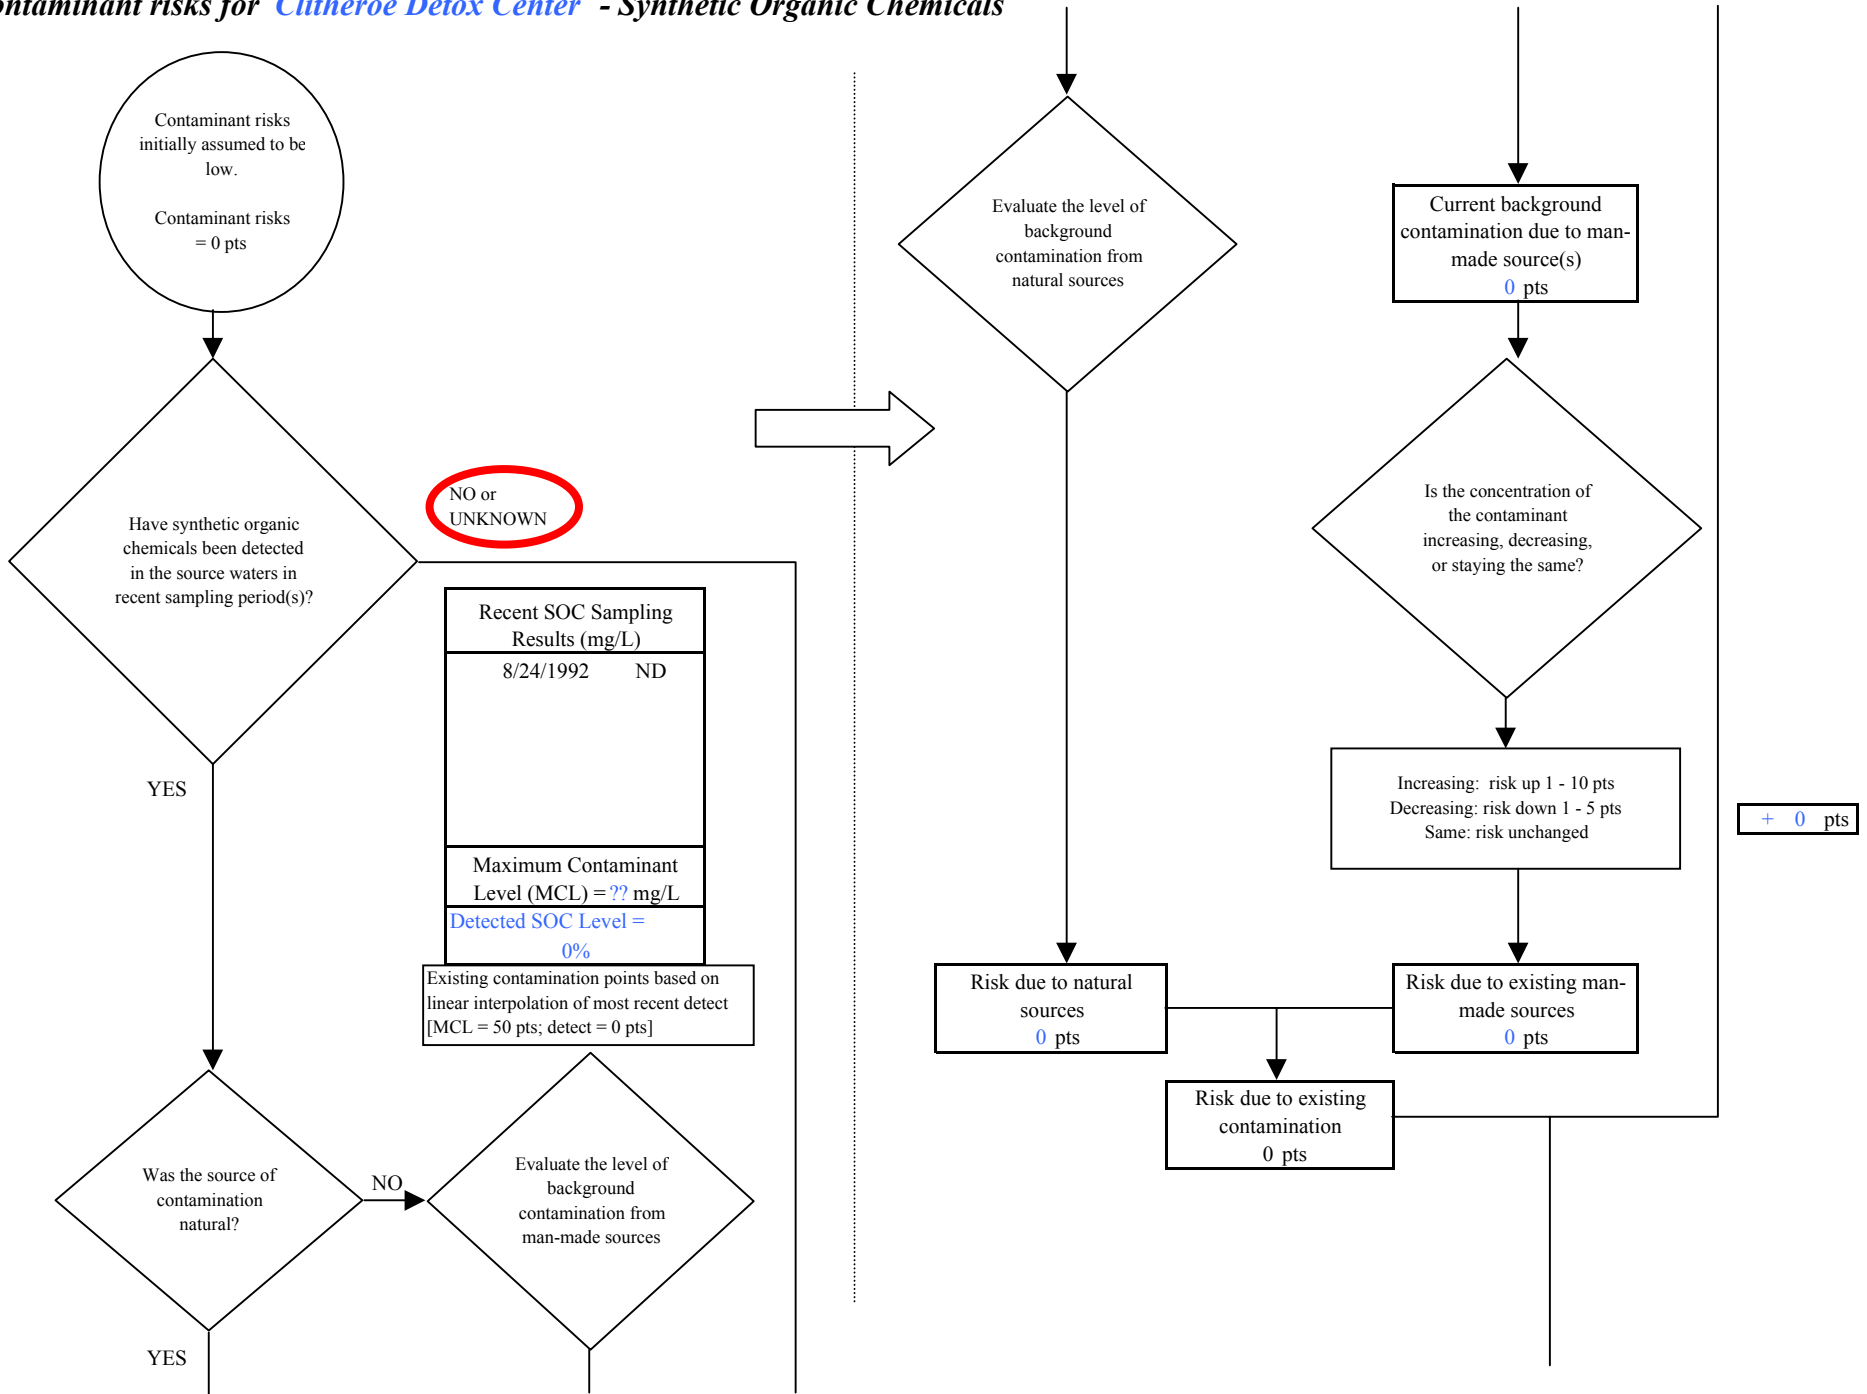 ontaminant risks for Clitheroe Detox Center - Synthetic Organic Chemicals
Contaminant risks
initially assumed to be
low.
Contaminant risks
= 0 pts
Have synthetic organic
chemicals been detected
in the source waters in
recent sampling period(s)?
NO or
UNKNOWN
YES
Recent SOC Sampling
Results (mg/L)
8/24/1992 ND
Maximum Contaminant
Level (MCL) = ?? mg/L
Detected SOC Level =
0%
Existing contamination points based on
linear interpolation of most recent detect
[MCL = 50 pts; detect = 0 pts]
Was the source of
contamination
natural?
NO
YES
Evaluate the level of
background
contamination from
man-made sources
Evaluate the level of
background
contamination from
natural sources
Current background
contamination due to man-
made source(s)
0 pts
Is the concentration of
the contaminant
increasing, decreasing,
or staying the same?
Increasing: risk up 1 - 10 pts
Decreasing: risk down 1 - 5 pts
Same: risk unchanged
+ 0 pts
Risk due to natural
sources
0 pts
Risk due to existing man-
made sources
0 pts
Risk due to existing
contamination
0 pts